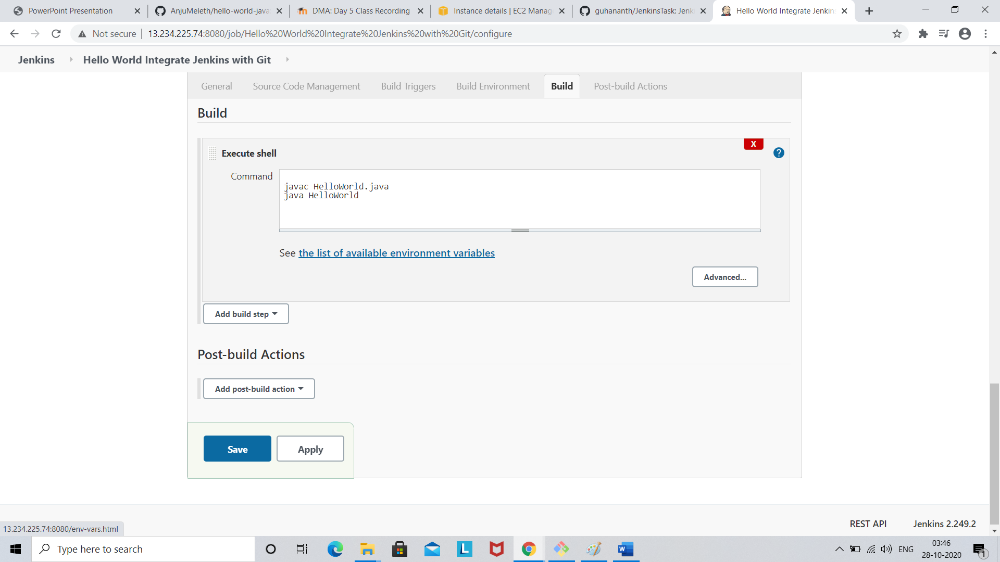 PowerPoint Presentation
AnjuMeleth/hello-world-java
DMA: Day 5 Class Recording
Instance details | EC2 Manag
guhananth/JenkinsTask: Jenk
Hello World Integrate Jenkin
Not secure
13.234.225.74:8080/job/Hello%20World%20Integrate%20Jenkins%20with%20Git/configure
Jenkins
Hello World Integrate Jenkins with Git
General
Source Code Management
Build Triggers
Build Environment
Build
Post-build Actions
Build
X
Execute shell
?
Command
javac HelloWorld.java
java HelloWorld
See the list of available environment variables
Advanced...
Add build step
Post-build Actions
Add post-build action
Save
Apply
REST API
Jenkins 2.249.2
13.234.225.74:8080/env-vars.html
Type here to search
L
W
ENG
03:46
28-10-2020
1